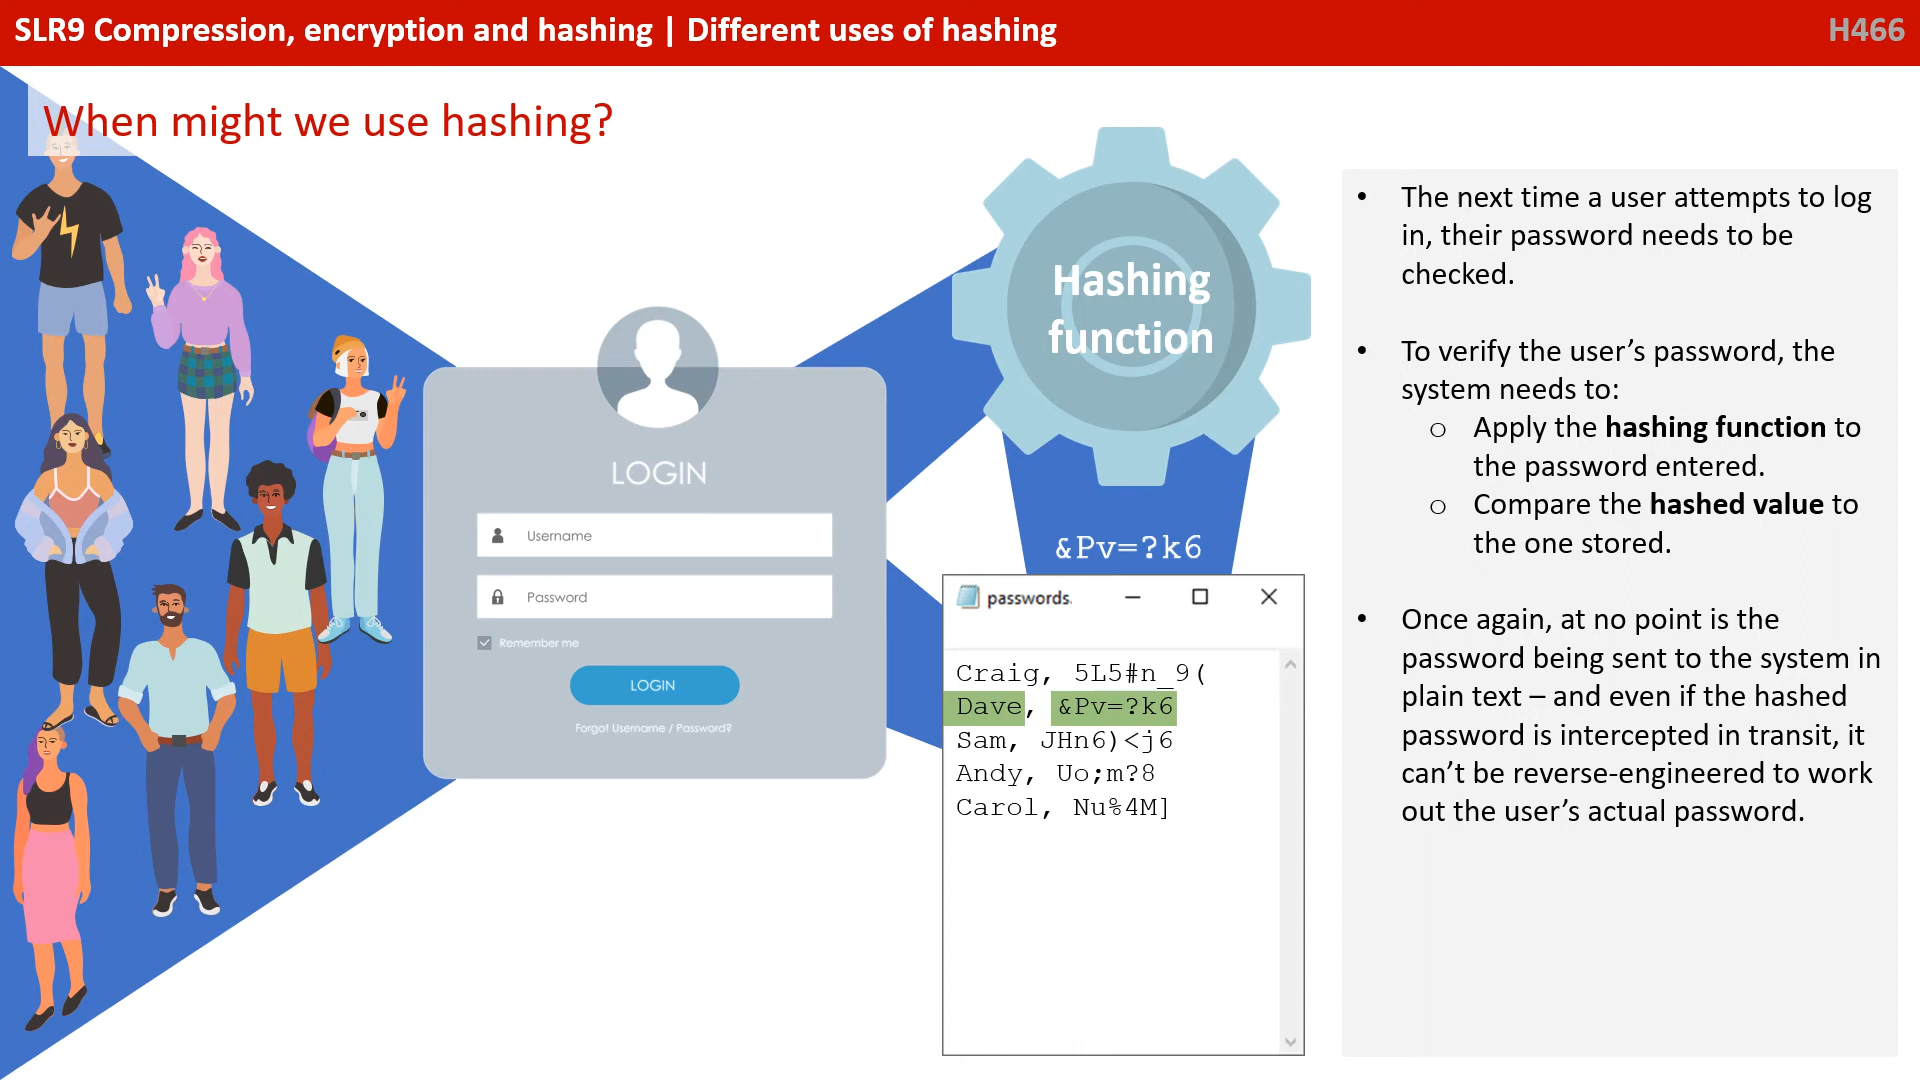 SLR9 Compression, encryption and hashing | Different uses of hashing
H466
When might we use hashing?
Hashing
function
LOGIN
Username
Password
Remember me
LOGIN
Forgot Username / Password?
&Pv=?k6
passwords.
Craig, 5L5#n_9(
Dave, &Pv=?k6
Sam, JHn6)<j6
Andy, Uo;m?8
Carol, Nu%4M]
• The next time a user attempts to log
in, their password needs to be
checked.
• To verify the user's password, the
system needs to:
o Apply the hashing function to
the password entered.
o Compare the hashed value to
the one stored.
• Once again, at no point is the
password being sent to the system in
plain text – and even if the hashed
password is intercepted in transit, it
can't be reverse-engineered to work
out the user's actual password.